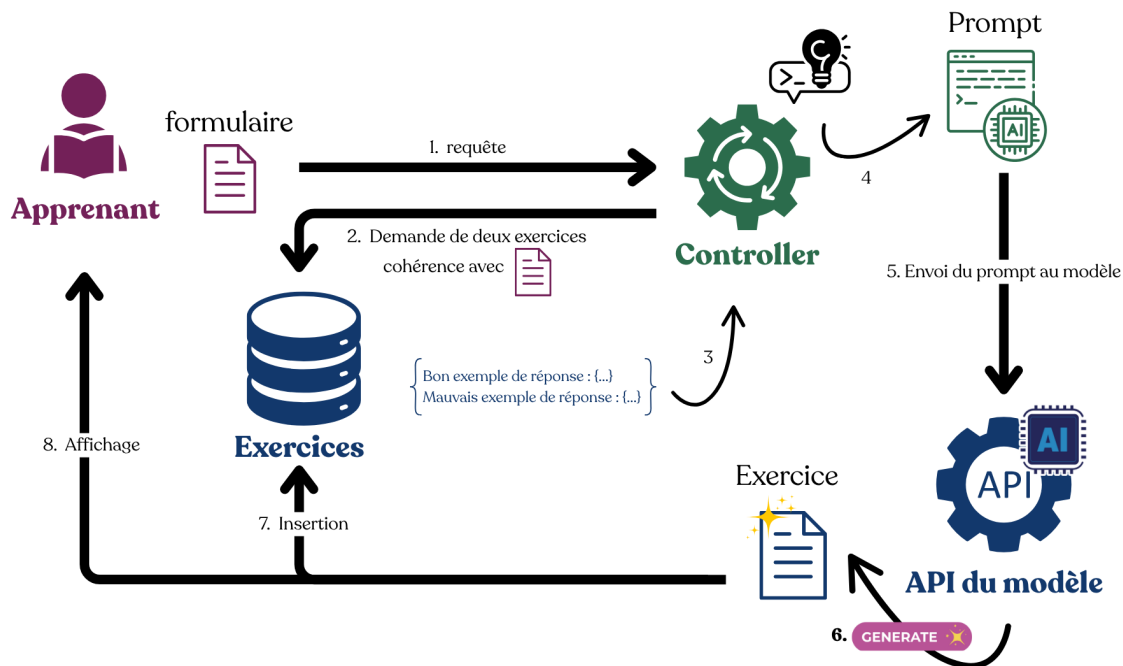 Prompt
>_
formulaire
1. requête
4
AI
Apprenant
2. Demande de deux exercices
cohérence avec
Controller
5. Envoi du prompt au modèle
3
Bon exemple de réponse : {...}
Mauvais exemple de réponse : {...}
8. Affichage
Exercices
AI
API
Exercice
7. Insertion
API du modèle
6. GENERATE